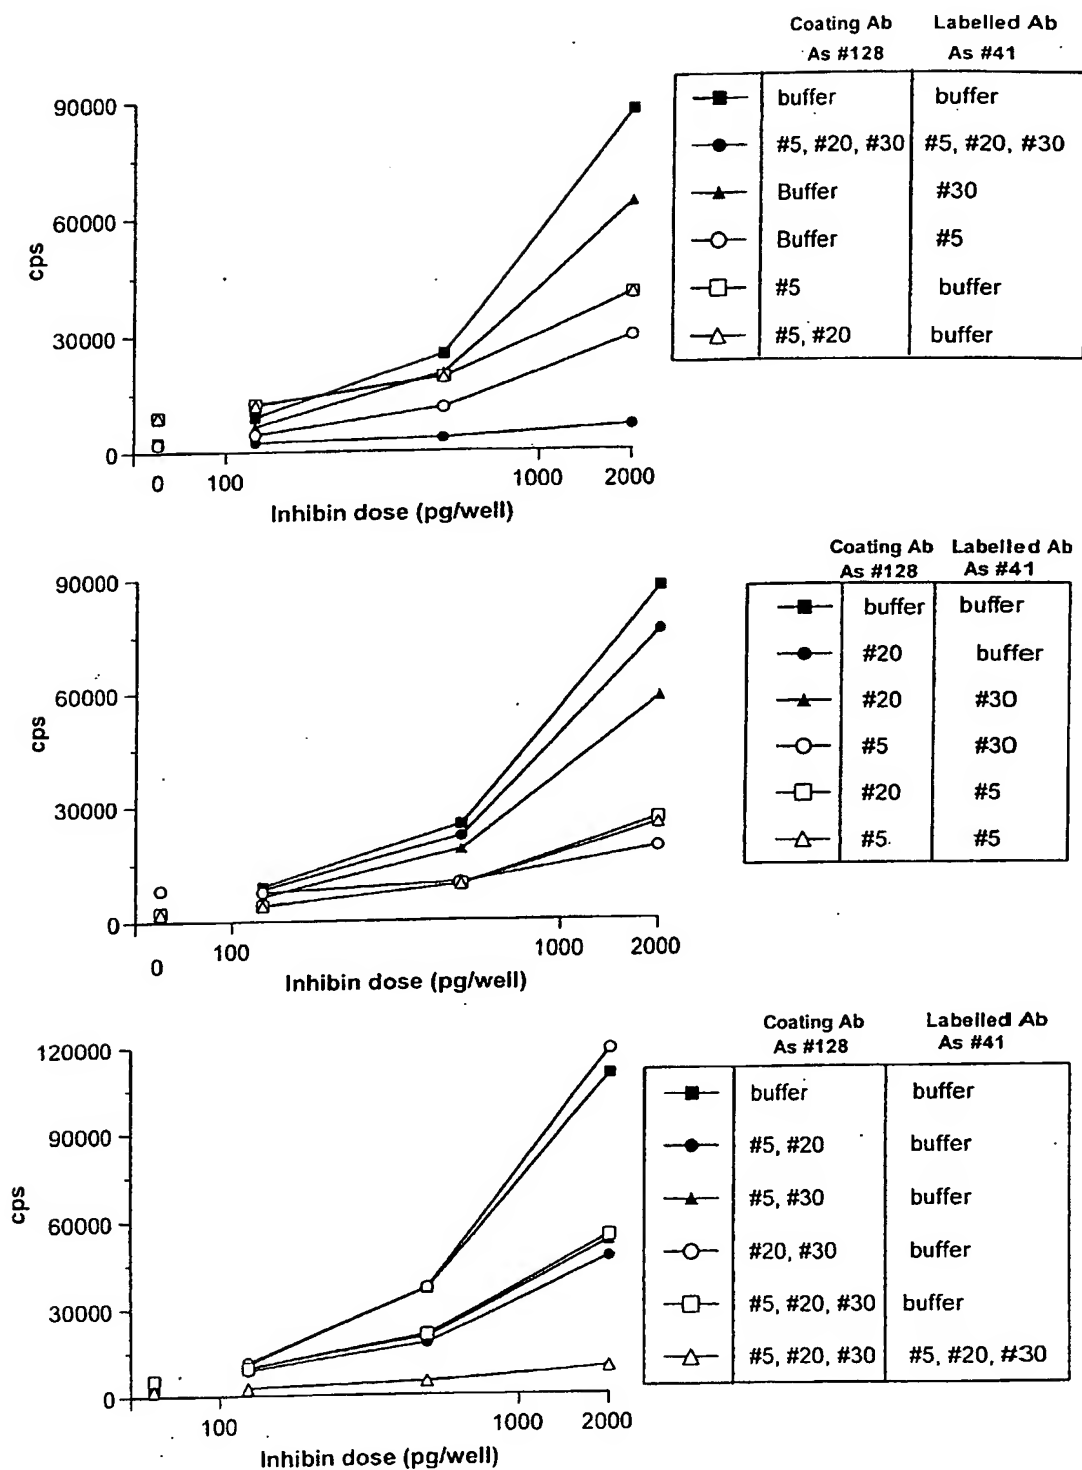 Coating Ab Labelled Ab
As #128 As #41
90000
60000
30000
0
cps
0 100 1000 2000
Inhibin dose (pg/well)
buffer buffer
#5, #20, #30 #5, #20, #30
Buffer #30
Buffer #5
#5 buffer
#5, #20 buffer
Coating Ab Labelled Ab
As #128 As #41
90000
60000
30000
0
cps
0 100 1000 2000
Inhibin dose (pg/well)
buffer buffer
#20 buffer
#20 #30
#5 #30
#20 #5
#5 #5
Coating Ab Labelled Ab
As #128 As #41
120000
90000
60000
30000
0
cps
100 1000 2000
Inhibin dose (pg/well)
buffer buffer
#5, #20 buffer
#5, #30 buffer
#20, #30 buffer
#5, #20, #30 buffer
#5, #20, #30 #5, #20, #30